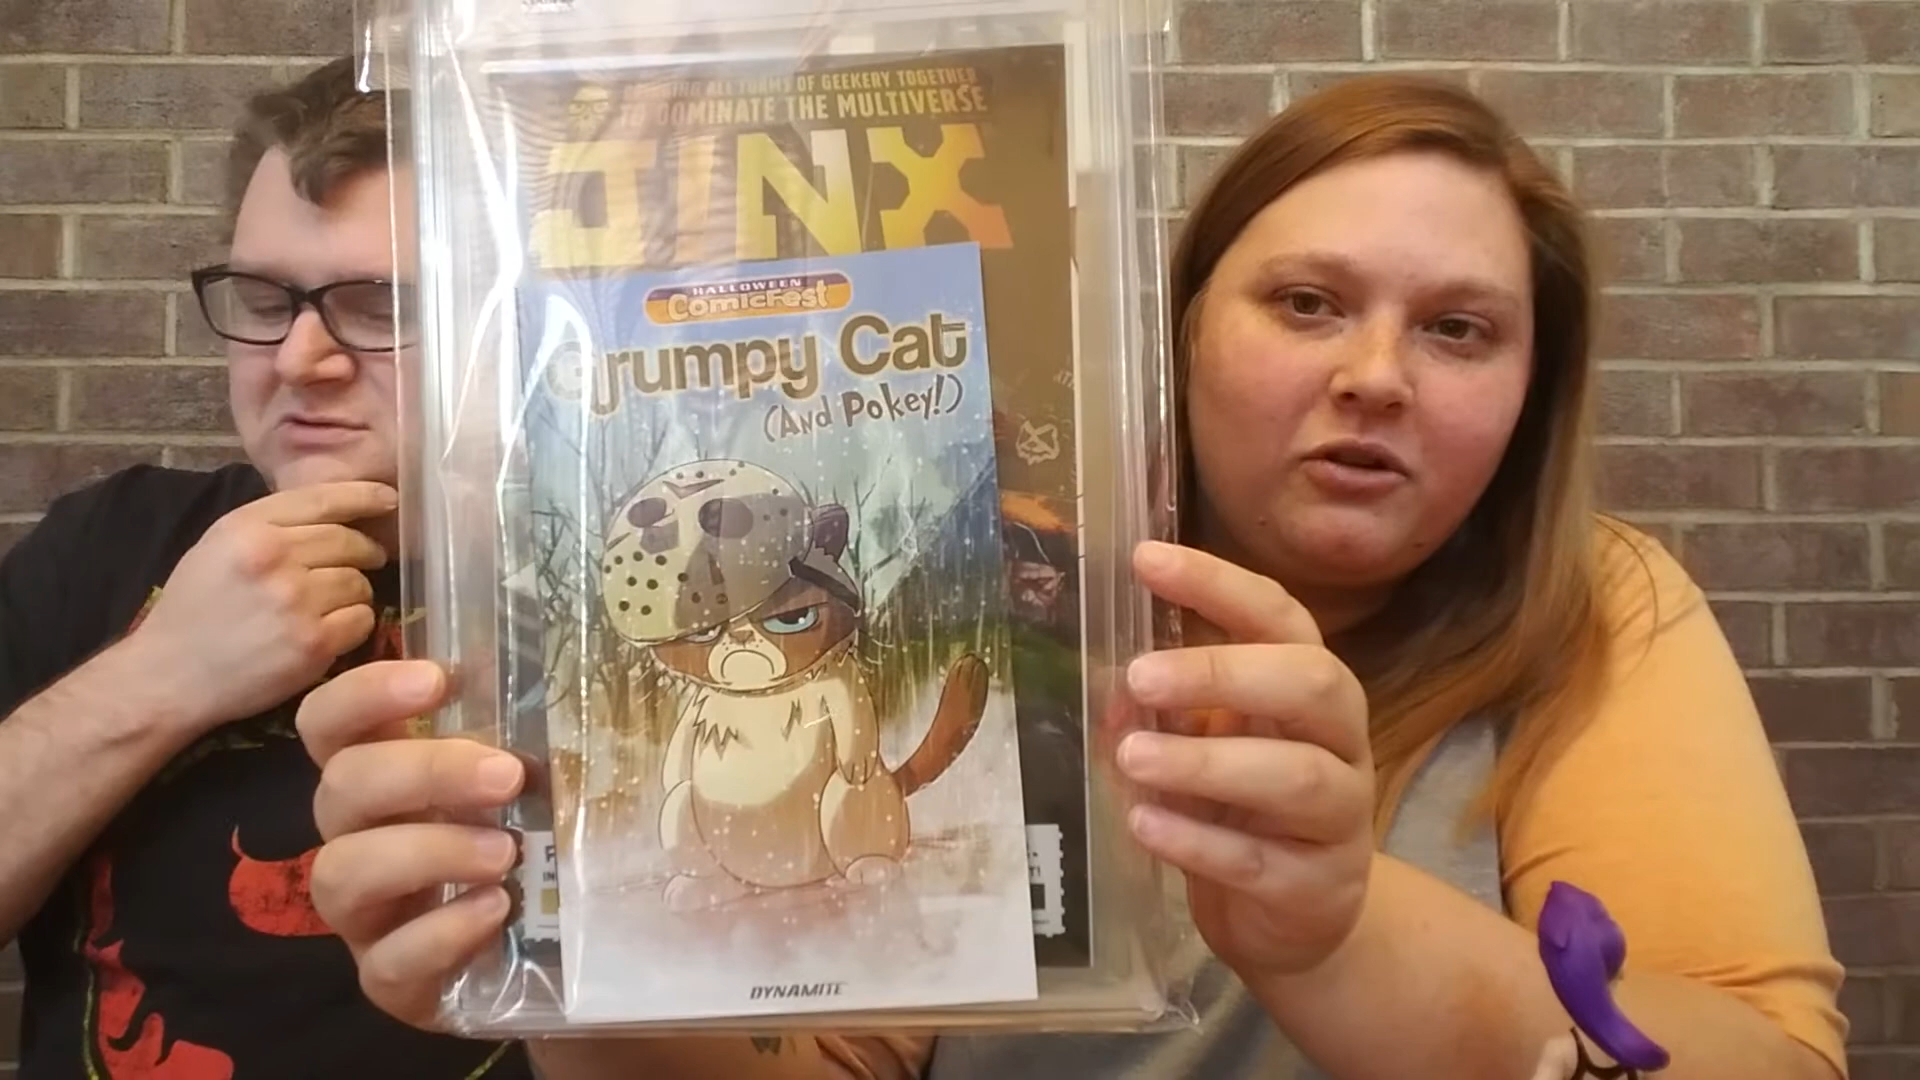 ALL FORMS OF GEEKERY TOGETHER
TO DOMINATE THE MULTIVERSE
JINX
HALLOWEEN
ComicFest
Grumpy Cat
(And Pokey!)
DYNAMITE